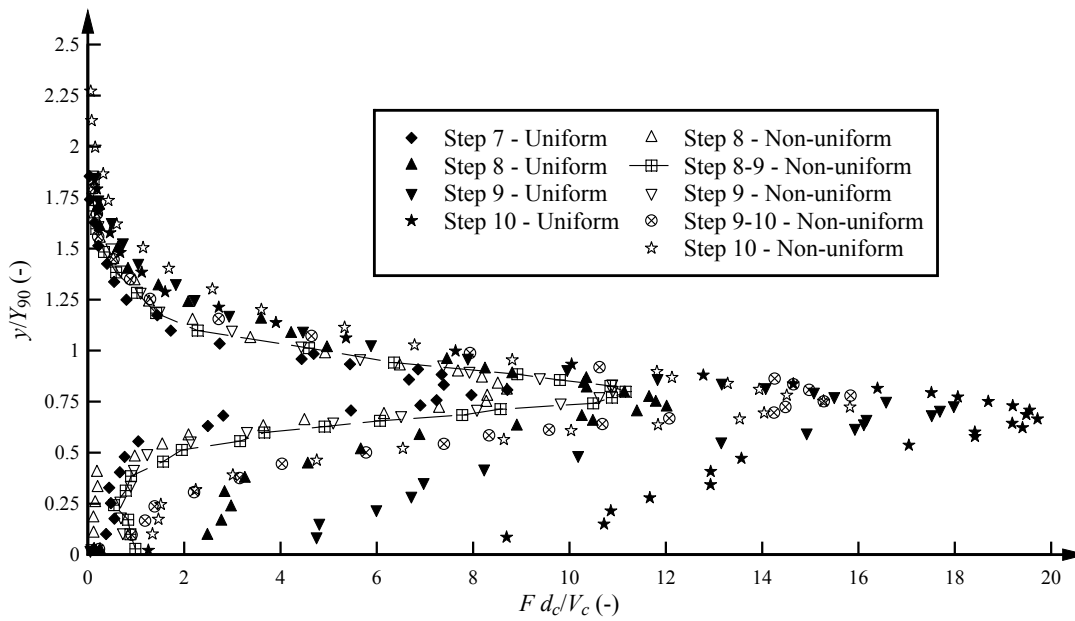 2.5
2.25
2
1.75
1.5
1.25
1
0.75
0.5
0.25
0
y/Y90 (-)
Step 7 - Uniform
Step 8 - Uniform
Step 9 - Uniform
Step 10 - Uniform
Step 8 - Non-uniform
Step 8-9 - Non-uniform
Step 9 - Non-uniform
Step 9-10 - Non-uniform
Step 10 - Non-uniform
0 2 4 6 8 10 12 14 16 18 20
F dc/Vc (-)